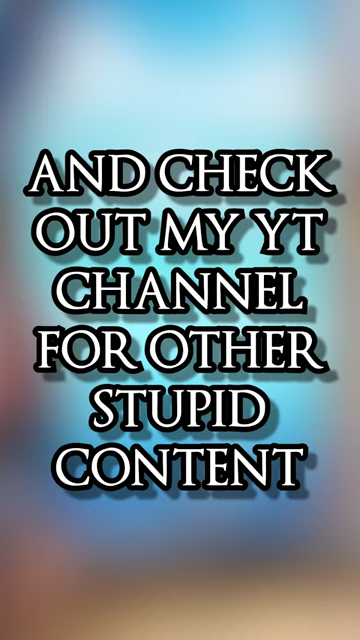 AND CHECK
OUT MY YT
CHANNEL
FOR OTHER
STUPID
CONTENT